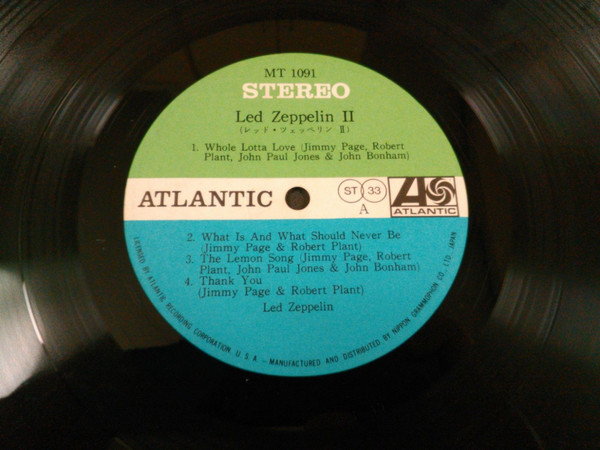 MT 1091
STEREO
Led Zeppelin II
(レッド・ツェッペリン II)
1. Whole Lotta Love (Jimmy Page, Robert
Plant, John Paul Jones & John Bonham)
ATLANTIC
ST 33
A
ATLANTIC
2. What Is And What Should Never Be
(Jimmy Page & Robert Plant)
3. The Lemon Song (Jimmy Page, Robert
Plant, John Paul Jones & John Bonham)
4. Thank You
(Jimmy Page & Robert Plant)
Led Zeppelin
LICENSED BY ATLANTIC RECORDING CORPORATION U.S.A. – MANUFACTURED AND DISTRIBUTED BY NIPPON GRAMMOPHON CO. LTD. JAPAN